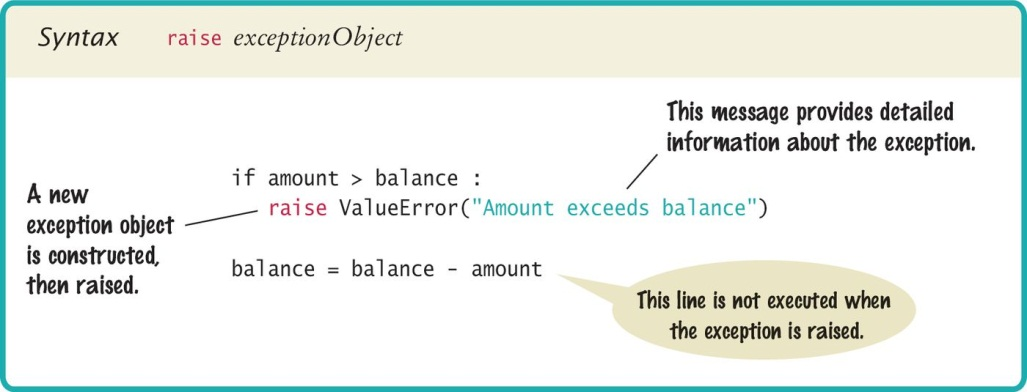 Syntax raise exceptionObject
This message provides detailed
information about the exception.
if amount > balance :
raise ValueError("Amount exceeds balance")
A new
exception object
is constructed,
then raised.
balance = balance - amount
This line is not executed when
the exception is raised.